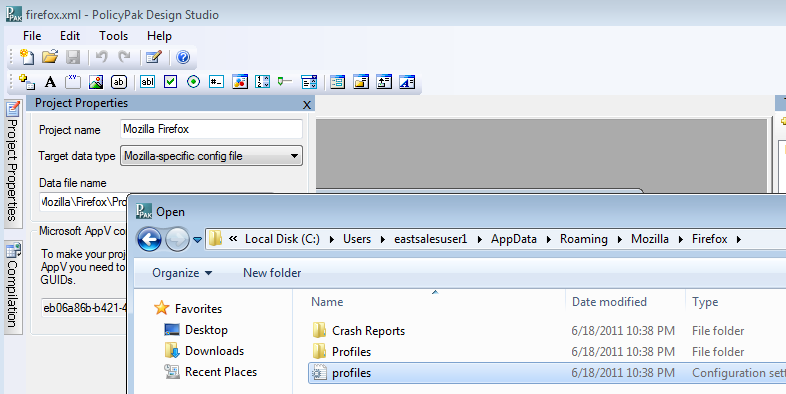 firefox.xml - PolicyPak Design Studio
File Edit Tools Help
Project Properties x
Project Properties
Compilation
Project name Mozilla Firefox
Target data type Mozilla-specific config file
Data file name
Mozilla\Firefox\Pro
Microsoft AppV co
To make your proj
AppV you need to
GUIDs.
eb06a86b-b421-4
Open
« Local Disk (C:) Users eastsalesuser1 AppData Roaming Mozilla Firefox
Organize New folder
Favorites
Desktop
Downloads
Recent Places
Name Date modified Type
Crash Reports 6/18/2011 10:38 PM File folder
Profiles 6/18/2011 10:38 PM File folder
profiles 6/18/2011 10:38 PM Configuration sett